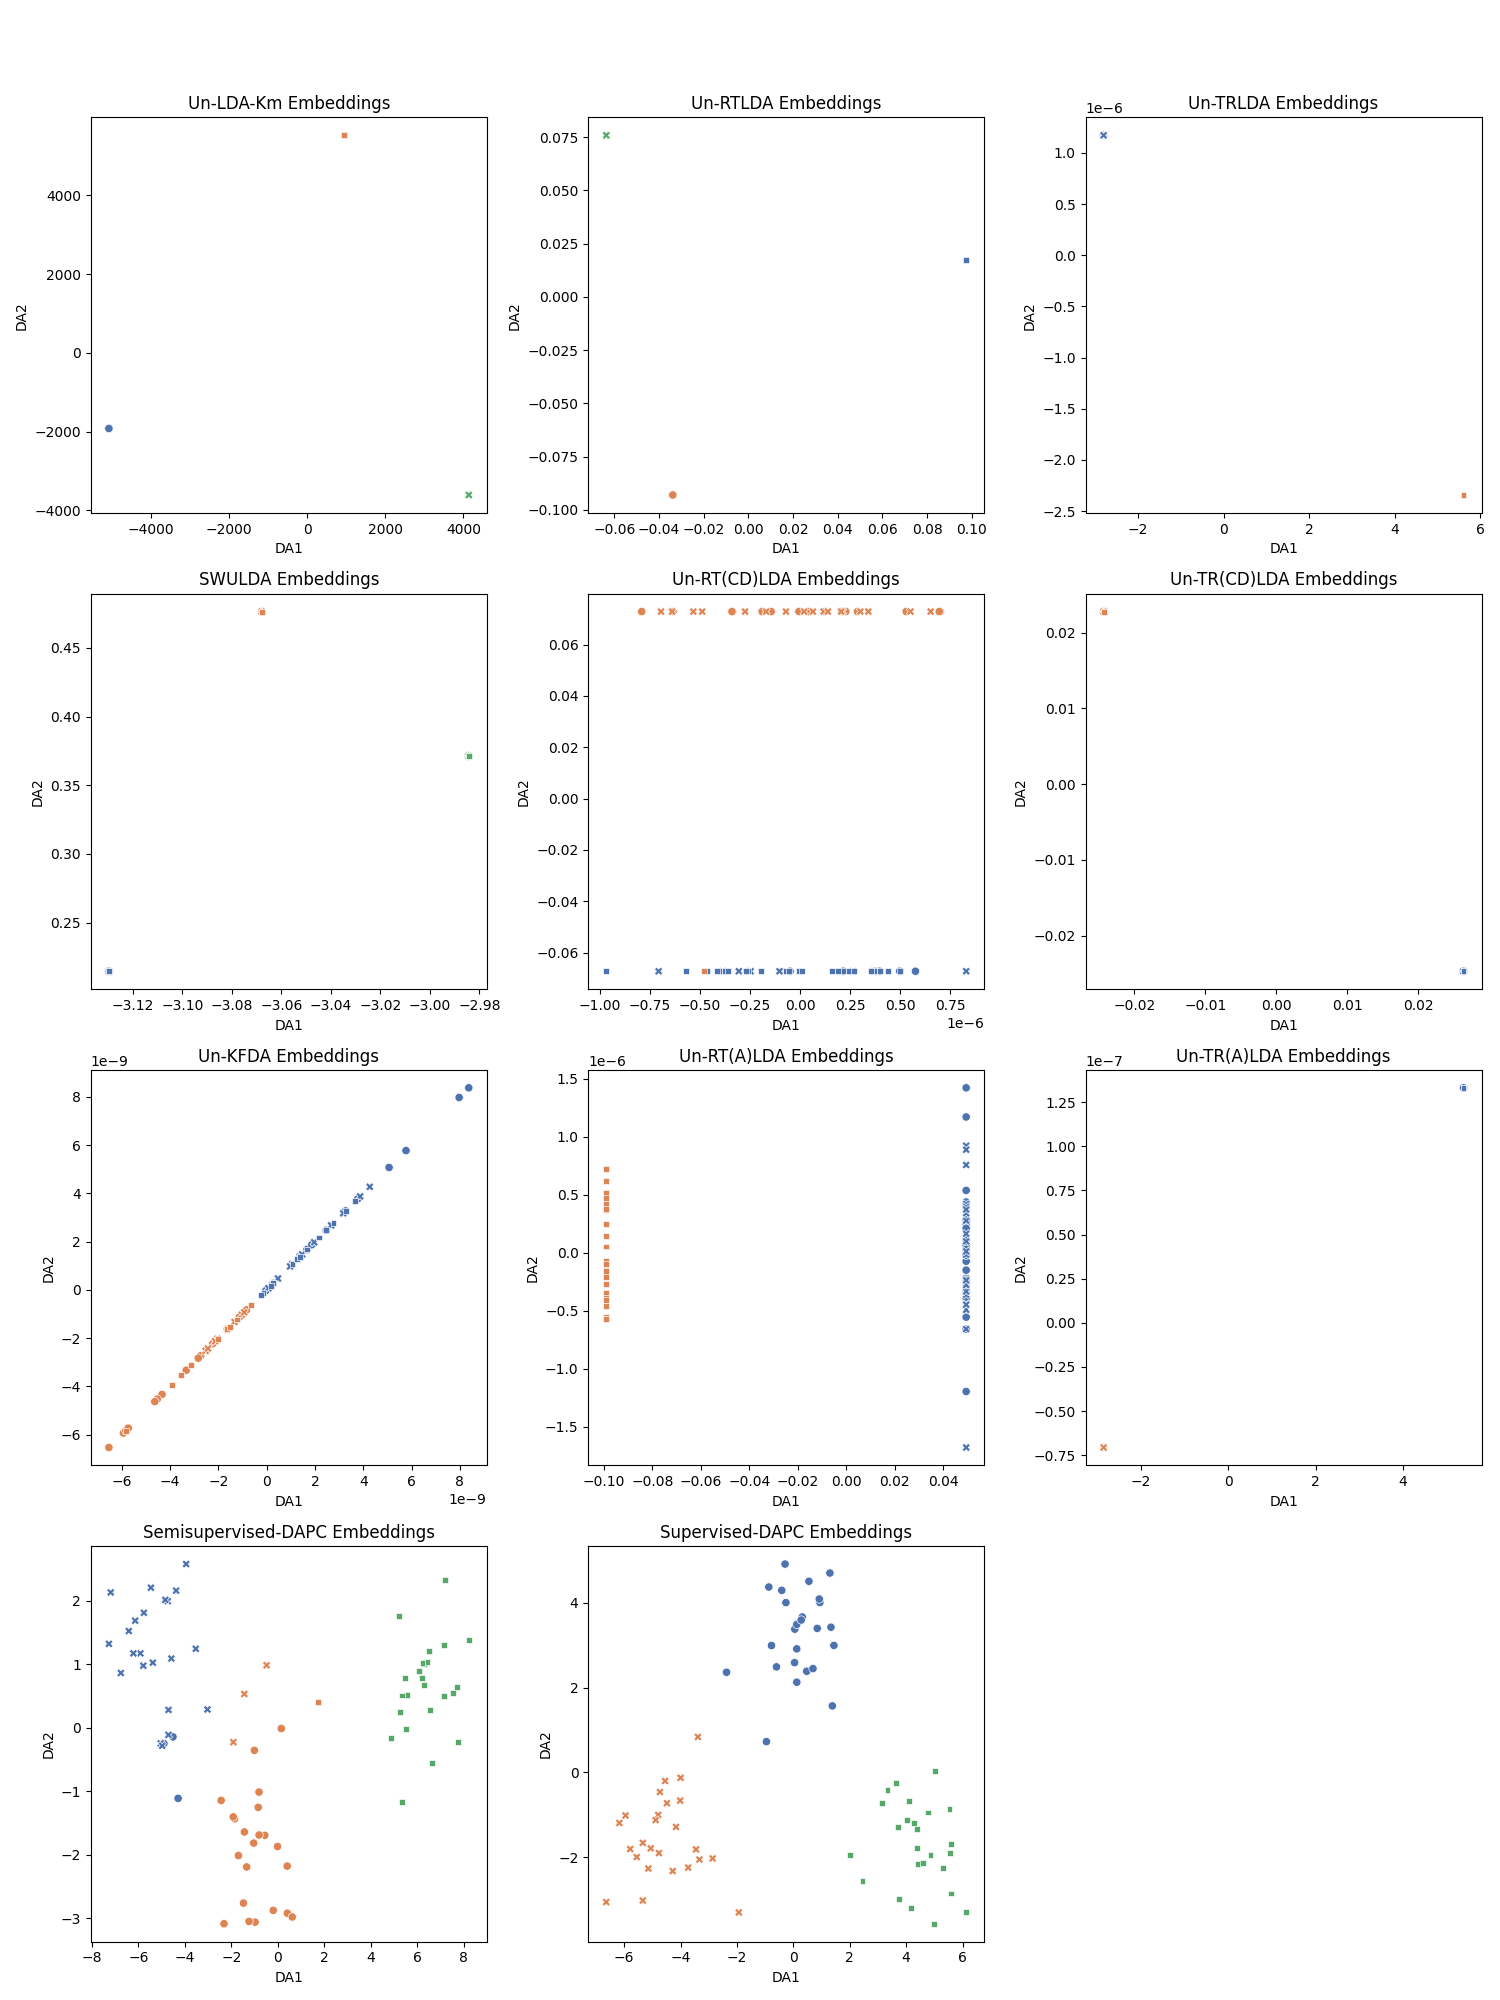 Un-LDA-Km Embeddings
DA2
4000
2000
0
−2000
−4000
−4000 −2000 0 2000 4000
DA1
Un-RTLDA Embeddings
DA2
0.075
0.050
0.025
0.000
−0.025
−0.050
−0.075
−0.100
−0.06 −0.04 −0.02 0.00 0.02 0.04 0.06 0.08 0.10
DA1
Un-TRLDA Embeddings
1e−6
DA2
1.0
0.5
0.0
−0.5
−1.0
−1.5
−2.0
−2.5
−2 0 2 4 6
DA1
SWULDA Embeddings
DA2
0.45
0.40
0.35
0.30
0.25
−3.12 −3.10 −3.08 −3.06 −3.04 −3.02 −3.00 −2.98
DA1
Un-RT(CD)LDA Embeddings
DA2
0.06
0.04
0.02
0.00
−0.02
−0.04
−0.06
−1.00 −0.75 −0.50 −0.25 0.00 0.25 0.50 0.75
DA1
1e−6
Un-TR(CD)LDA Embeddings
DA2
0.02
0.01
0.00
−0.01
−0.02
−0.02 −0.01 0.00 0.01 0.02
DA1
Un-KFDA Embeddings
1e−9
DA2
8
6
4
2
0
−2
−4
−6
−6 −4 −2 0 2 4 6 8
DA1
1e−9
Un-RT(A)LDA Embeddings
1e−6
DA2
1.5
1.0
0.5
0.0
−0.5
−1.0
−1.5
−0.10 −0.08 −0.06 −0.04 −0.02 0.00 0.02 0.04
DA1
Un-TR(A)LDA Embeddings
1e−7
DA2
1.25
1.00
0.75
0.50
0.25
0.00
−0.25
−0.50
−0.75
−2 0 2 4
DA1
Semisupervised-DAPC Embeddings
DA2
2
1
0
−1
−2
−3
−8 −6 −4 −2 0 2 4 6 8
DA1
Supervised-DAPC Embeddings
DA2
4
2
0
−2
−6 −4 −2 0 2 4 6
DA1